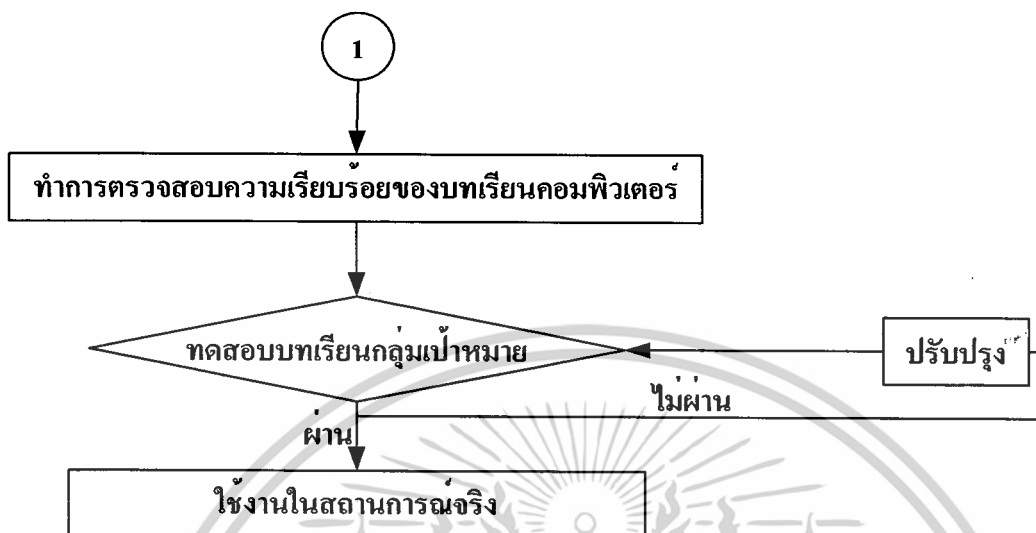 1
ทำการตรวจสอบความเรียบร้อยของบทเรียนคอมพิวเตอร์
ทดสอบบทเรียนกลุ่มเป้าหมาย
ปรับปรุง
ไม่ผ่าน
ผ่าน
ใช้งานในสถานการณ์จริง